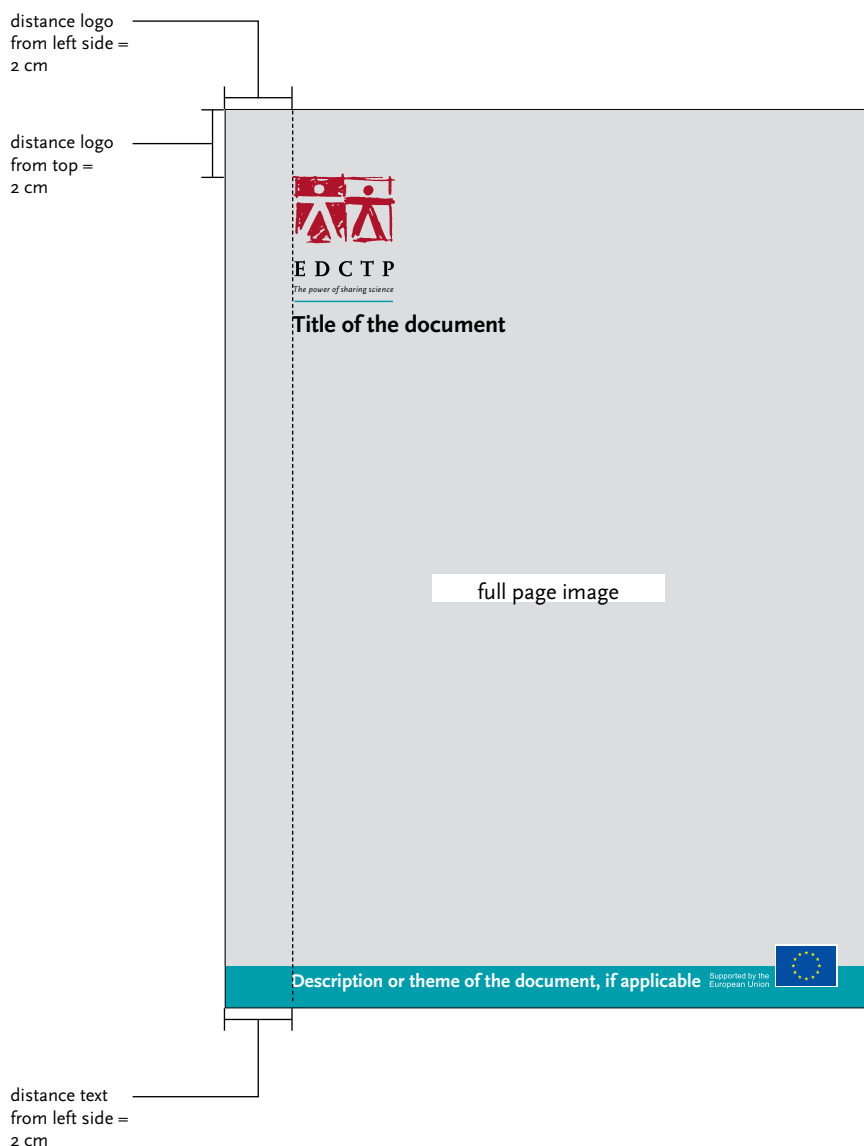 distance logo
from left side =
2 cm
distance logo
from top =
2 cm
EDCTP
The power of sharing science
Title of the document
full page image
Description or theme of the document, if applicable
Supported by the
European Union
distance text
from left side =
2 cm